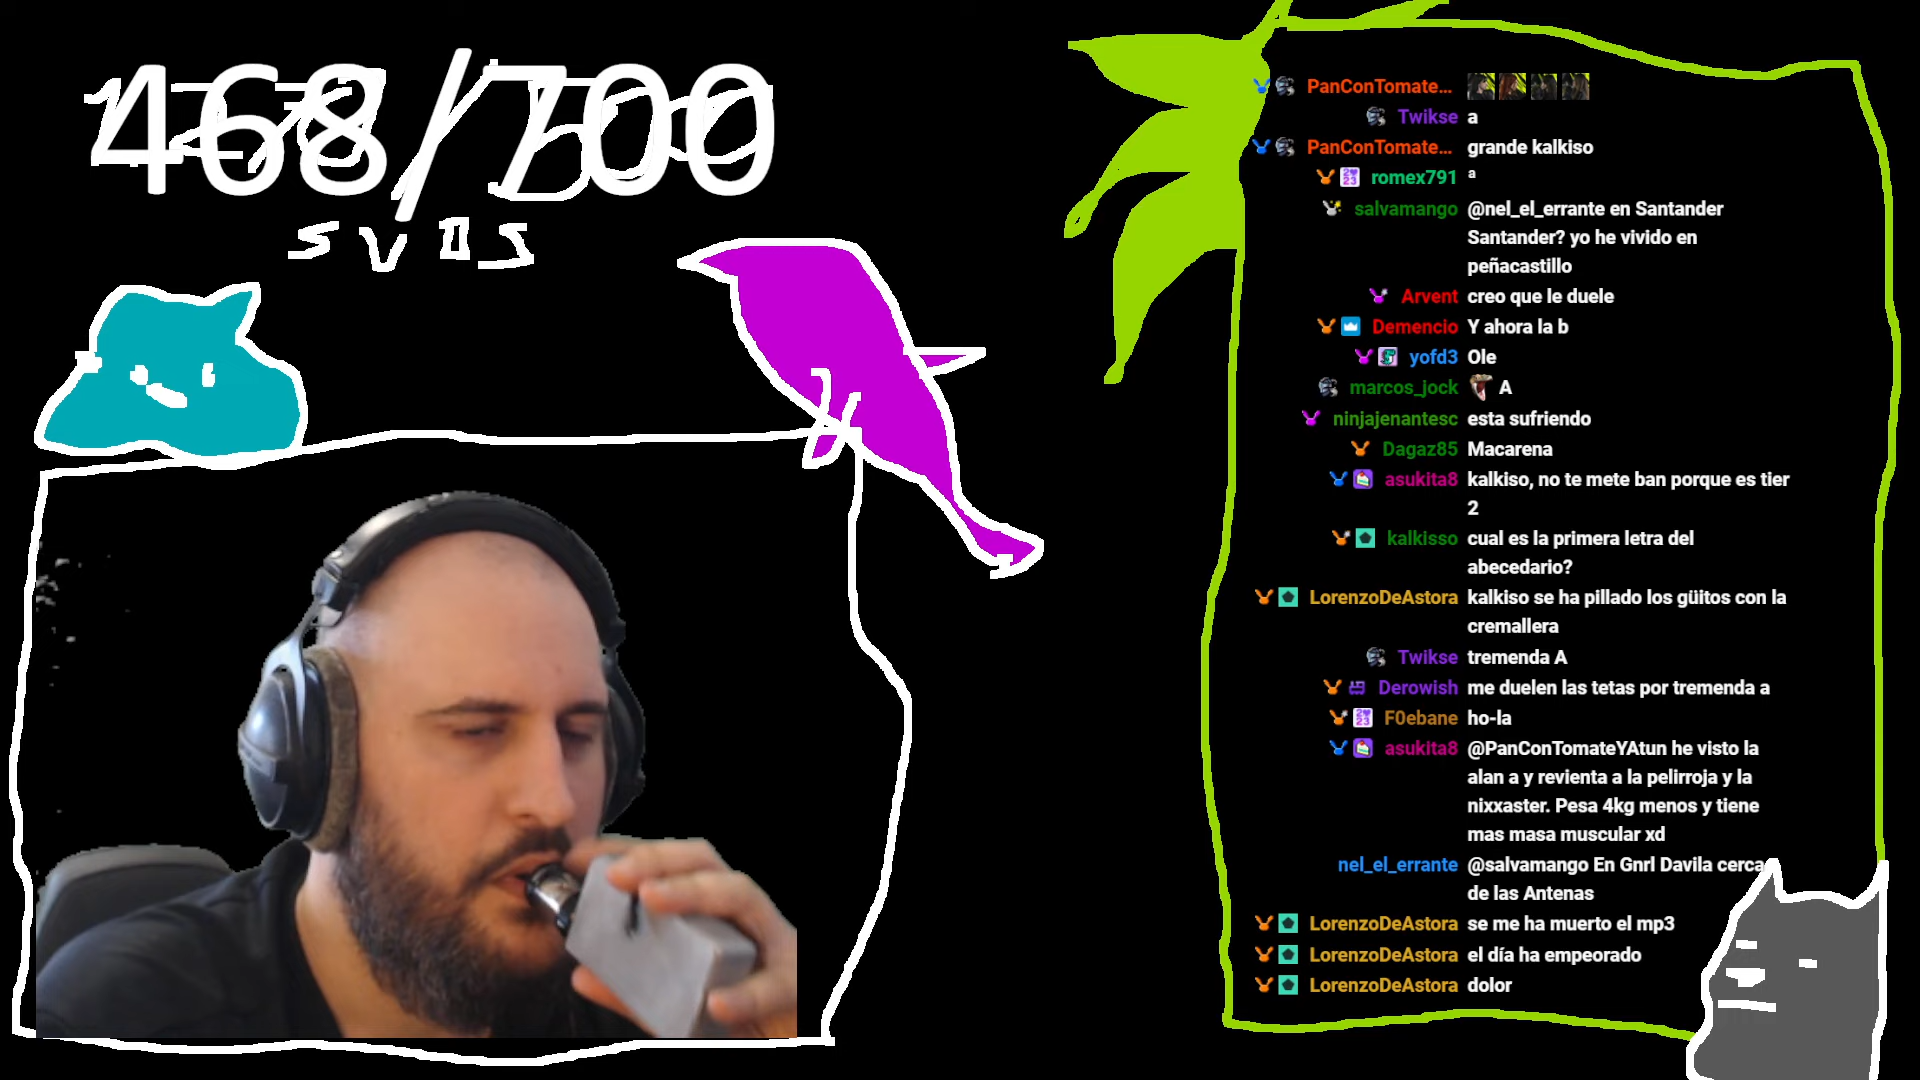 468/700
SUBS
PanConTomate...
Twikse a
PanConTomate... grande kalkiso
romex791 ª
salvamango @nel_el_errante en Santander
Santander? yo he vivido en
peñacastillo
Arvent creo que le duele
Demencio Y ahora la b
yofd3 Ole
marcos_jock A
ninjajenantesc esta sufriendo
Dagaz85 Macarena
asukita8 kalkiso, no te mete ban porque es tier
2
kalkisso cual es la primera letra del
abecedario?
LorenzoDeAstora kalkiso se ha pillado los güitos con la
cremallera
Twikse tremenda A
Derowish me duelen las tetas por tremenda a
F0ebane ho-la
asukita8 @PanConTomateYAtun he visto la
alan a y revienta a la pelirroja y la
nixxaster. Pesa 4kg menos y tiene
mas masa muscular xd
nel_el_errante @salvamango En Gnrl Davila cerca
de las Antenas
LorenzoDeAstora se me ha muerto el mp3
LorenzoDeAstora el día ha empeorado
LorenzoDeAstora dolor